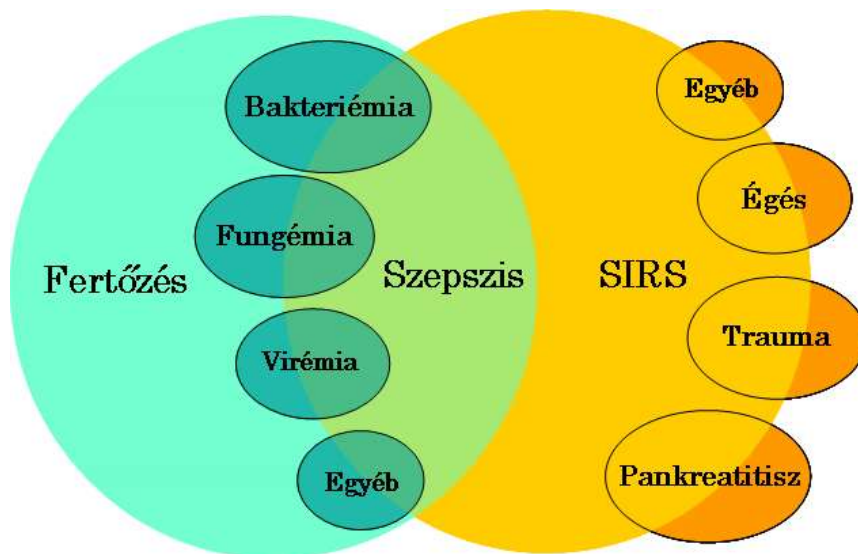 Bakteriémia
Egyéb
Égés
Fungémia
Fertőzés
Szepszis
SIRS
Trauma
Virémia
Egyéb
Pankreatitisz